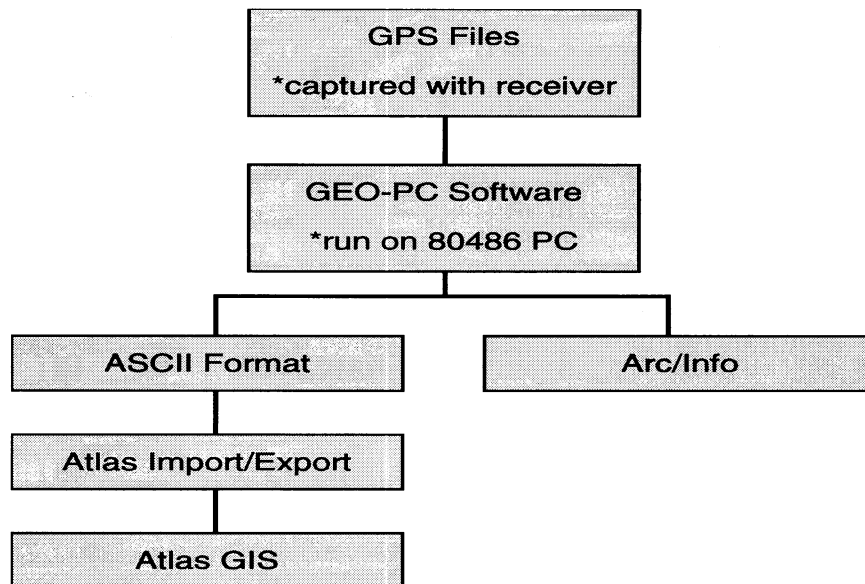 GPS Files
*captured with receiver
GEO-PC Software
*run on 80486 PC
ASCII Format
Arc/Info
Atlas Import/Export
Atlas GIS